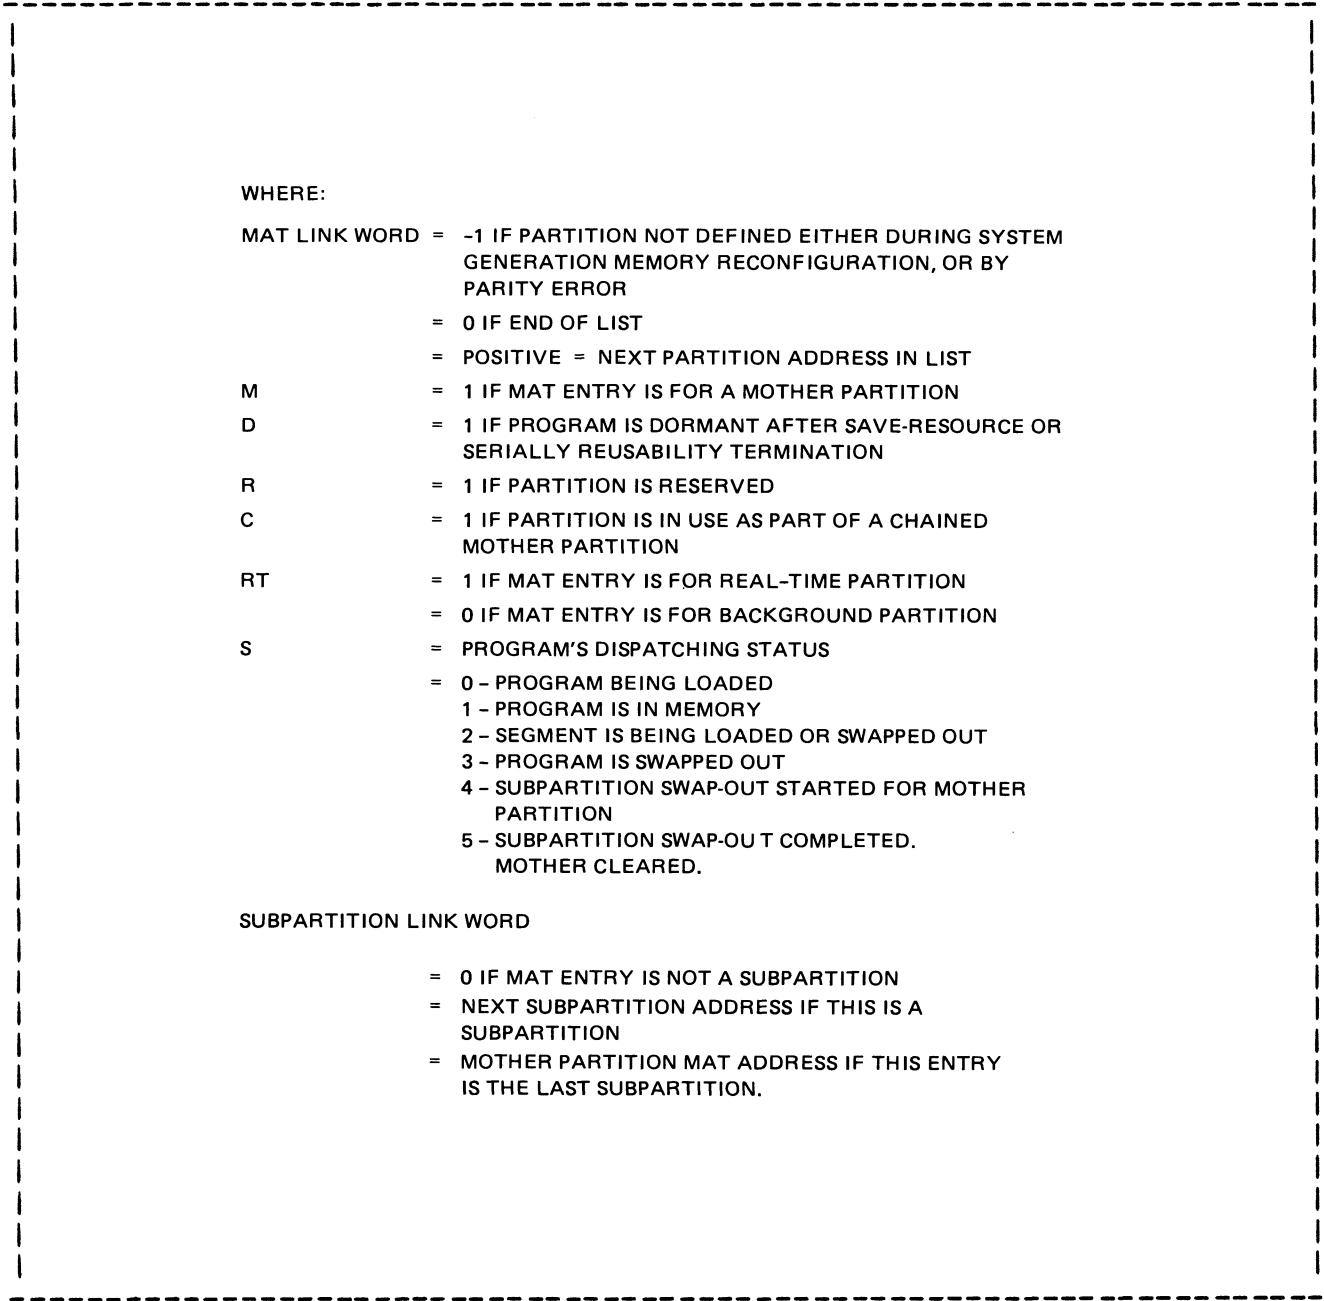 WHERE:
MAT LINK WORD = -1 IF PARTITION NOT DEFINED EITHER DURING SYSTEM
GENERATION MEMORY RECONFIGURATION, OR BY
PARITY ERROR
= 0 IF END OF LIST
= POSITIVE = NEXT PARTITION ADDRESS IN LIST
M = 1 IF MAT ENTRY IS FOR A MOTHER PARTITION
D = 1 IF PROGRAM IS DORMANT AFTER SAVE-RESOURCE OR
SERIALLY REUSABILITY TERMINATION
R = 1 IF PARTITION IS RESERVED
C = 1 IF PARTITION IS IN USE AS PART OF A CHAINED
MOTHER PARTITION
RT = 1 IF MAT ENTRY IS FOR REAL-TIME PARTITION
= 0 IF MAT ENTRY IS FOR BACKGROUND PARTITION
S = PROGRAM'S DISPATCHING STATUS
= 0 – PROGRAM BEING LOADED
1 – PROGRAM IS IN MEMORY
2 – SEGMENT IS BEING LOADED OR SWAPPED OUT
3 – PROGRAM IS SWAPPED OUT
4 – SUBPARTITION SWAP-OUT STARTED FOR MOTHER
PARTITION
5 – SUBPARTITION SWAP-OUT COMPLETED.
MOTHER CLEARED.
SUBPARTITION LINK WORD
= 0 IF MAT ENTRY IS NOT A SUBPARTITION
= NEXT SUBPARTITION ADDRESS IF THIS IS A
SUBPARTITION
= MOTHER PARTITION MAT ADDRESS IF THIS ENTRY
IS THE LAST SUBPARTITION.